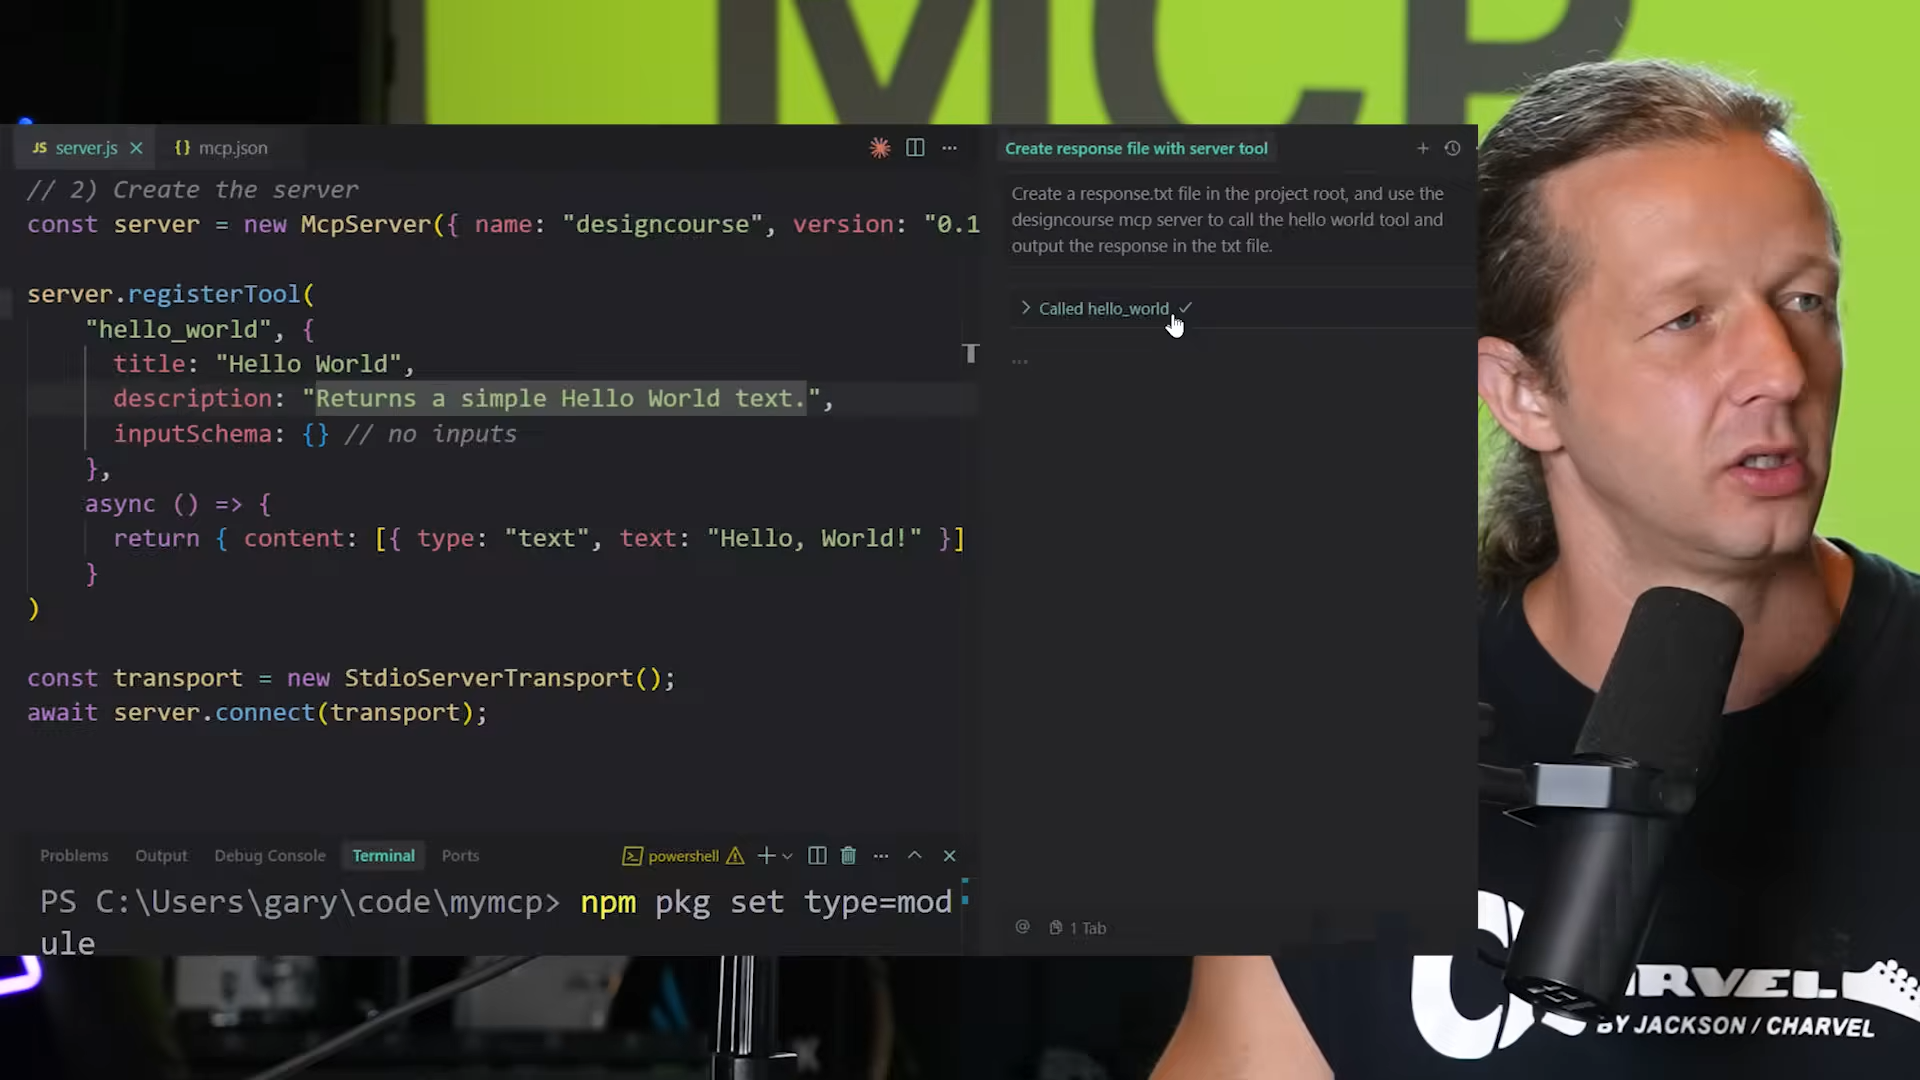 MCP
JS server.js
{} mcp.json
// 2) Create the server
const server = new McpServer({ name: "designcourse", version: "0.1
server.registerTool(
"hello_world", {
title: "Hello World",
description: "Returns a simple Hello World text.",
inputSchema: {} // no inputs
},
async () => {
return { content: [{ type: "text", text: "Hello, World!" }]
}
)
const transport = new StdioServerTransport();
await server.connect(transport);
Problems Output Debug Console Terminal Ports
powershell
PS C:\Users\gary\code\mymcp> npm pkg set type=mod
ule
Create response file with server tool
Create a response.txt file in the project root, and use the
designcourse mcp server to call the hello world tool and
output the response in the txt file.
Called hello_world
...
@ 1 Tab
BY JACKSON / CHARVEL